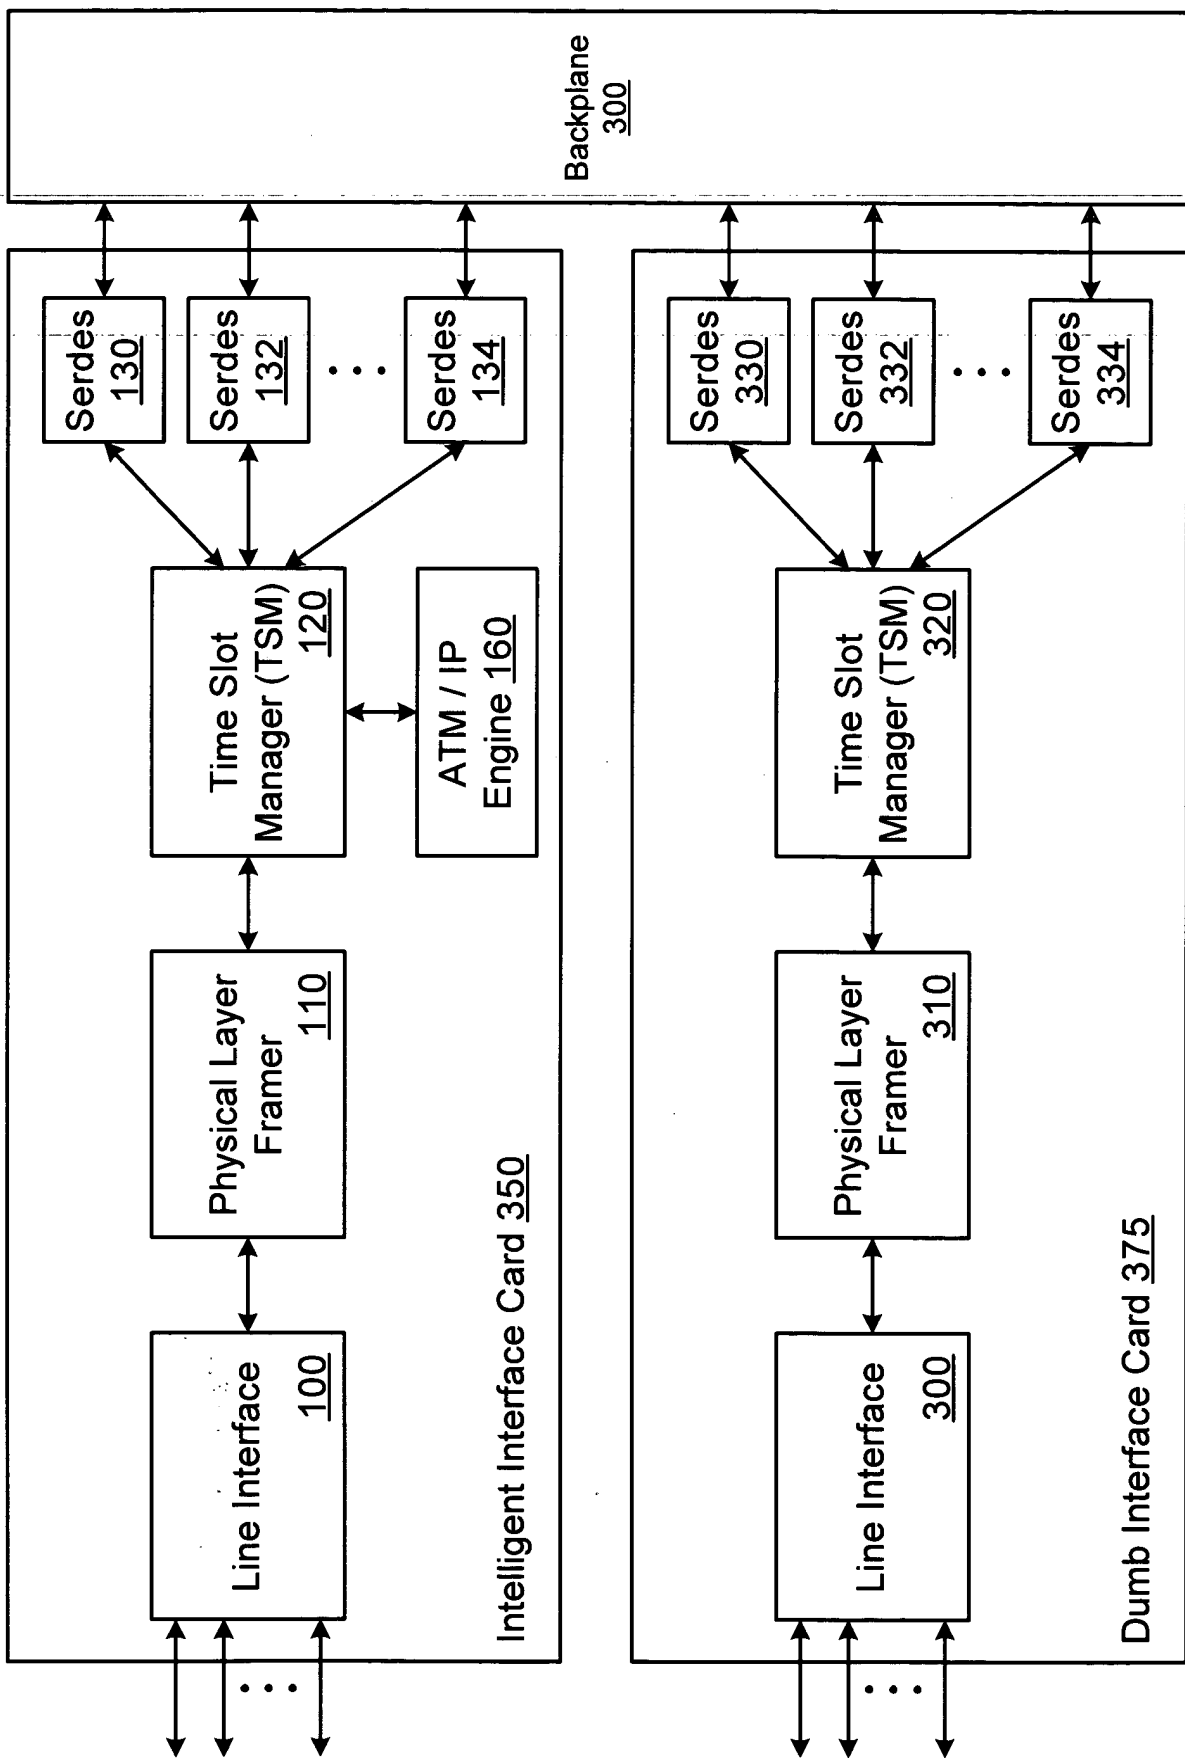 Line Interface
100
Physical Layer
Framer
110
Time Slot
Manager (TSM)
120
ATM / IP
Engine 160
Serdes
130
Serdes
132
Serdes
134
Intelligent Interface Card 350
Line Interface
300
Physical Layer
Framer
310
Time Slot
Manager (TSM)
320
Serdes
330
Serdes
332
Serdes
334
Dumb Interface Card 375
Backplane
300